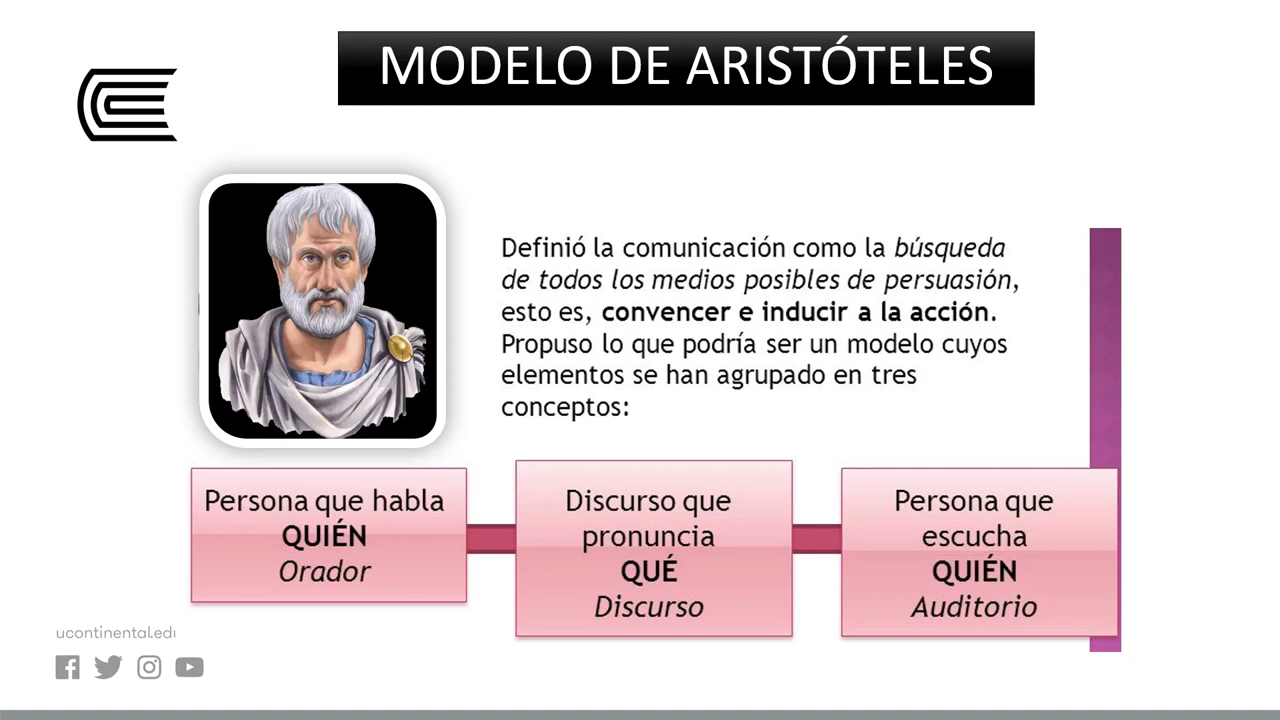 MODELO DE ARISTÓTELES
Definió la comunicación como la búsqueda
de todos los medios posibles de persuasión,
esto es, convencer e inducir a la acción.
Propuso lo que podría ser un modelo cuyos
elementos se han agrupado en tres
conceptos:
Persona que habla
QUIÉN
Orador
Discurso que
pronuncia
QUÉ
Discurso
Persona que
escucha
QUIÉN
Auditorio
ucontinental.edu